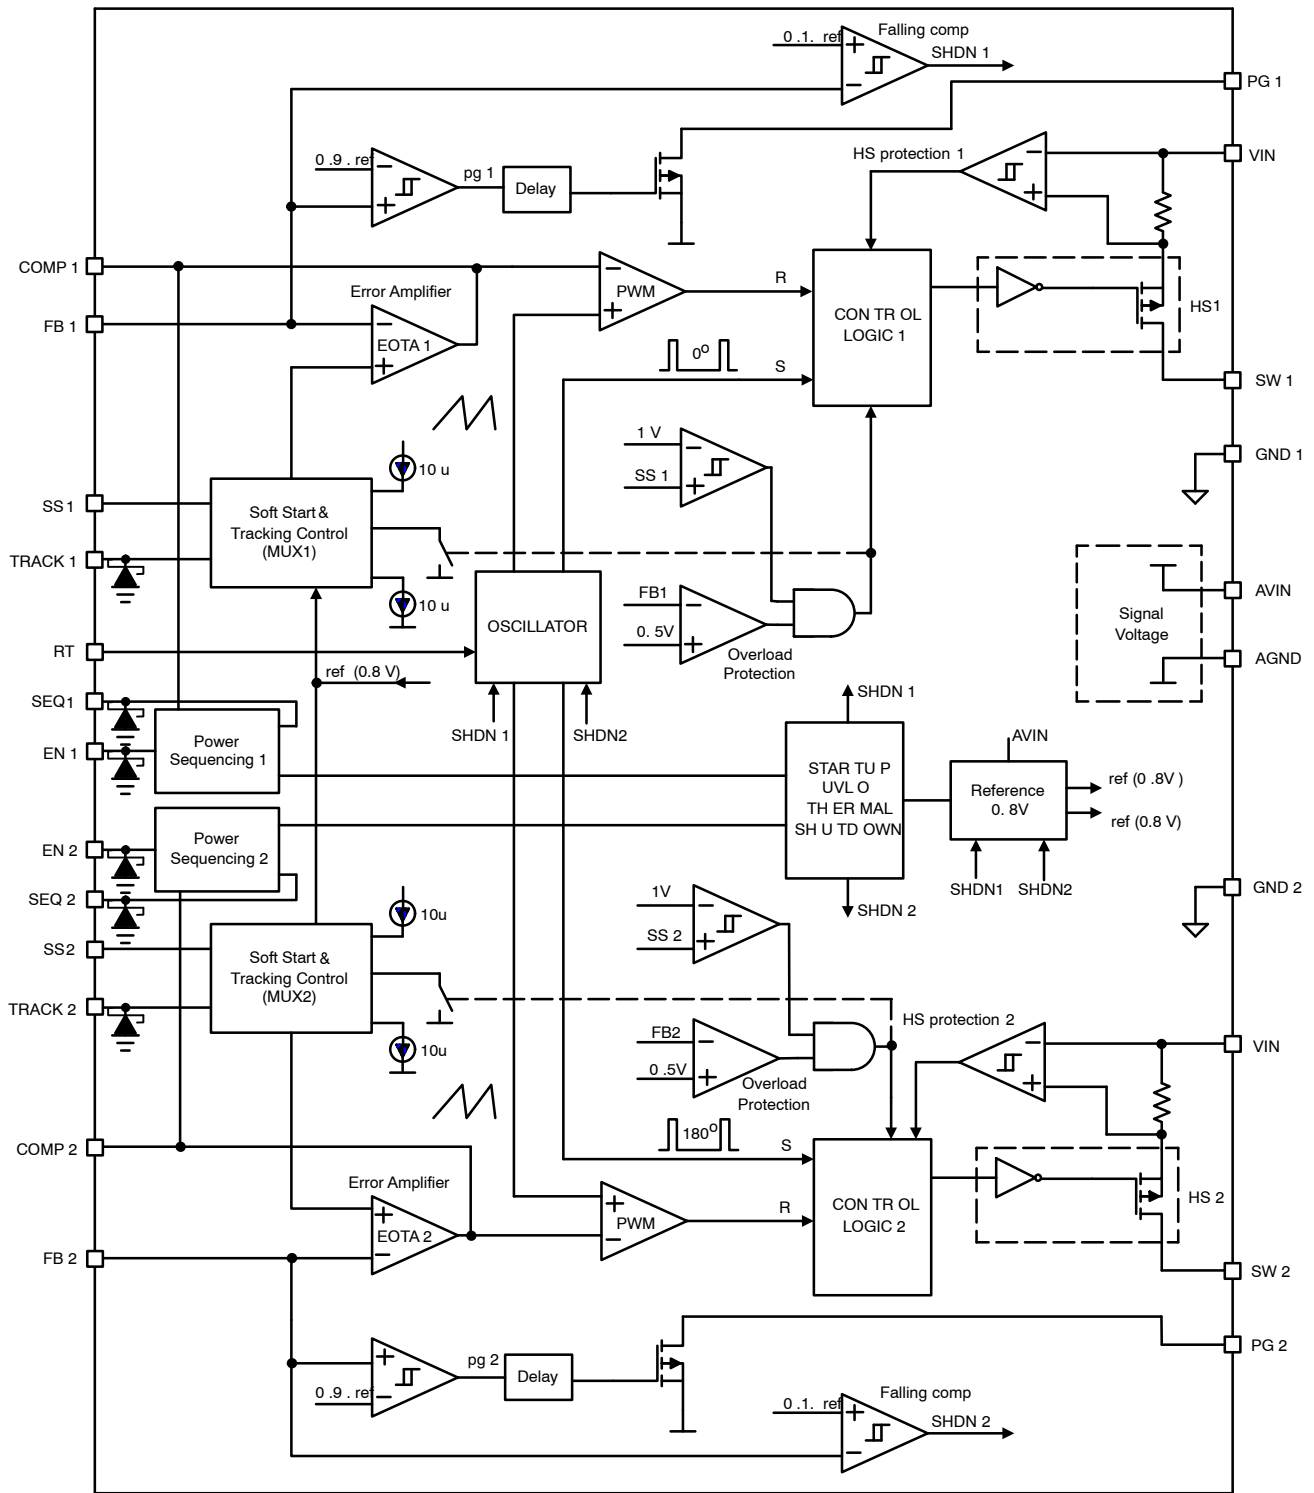 Falling comp
0 .1. ref
SHDN 1
PG 1
0 .9 . ref
pg 1
Delay
HS protection 1
VIN
COMP 1
PWM
R
CON TR OL
LOGIC 1
HS1
Error Amplifier
FB 1
EOTA 1
0º
S
SW 1
1 V
SS 1
GND 1
10 u
SS 1
Soft Start &
Tracking Control
(MUX1)
TRACK 1
10 u
OSCILLATOR
FB1
0. 5V
Overload
Protection
Signal
Voltage
AVIN
AGND
RT
ref (0.8 V)
SEQ1
SHDN 1
SHDN2
SHDN 1
EN 1
Power
Sequencing 1
STAR TU P
UVL O
TH ER MAL
SH U TD OWN
AVIN
Reference
0. 8V
ref (0 .8V )
ref (0.8 V)
EN 2
Power
Sequencing 2
SHDN1
SHDN2
SEQ 2
1V
SS 2
SHDN 2
GND 2
10u
SS2
Soft Start &
Tracking Control
(MUX2)
TRACK 2
10u
FB2
0 .5V
Overload
Protection
HS protection 2
VIN
COMP 2
180º
S
CON TR OL
LOGIC 2
HS 2
Error Amplifier
EOTA 2
PWM
R
FB 2
SW 2
pg 2
Delay
0 .9 . ref
PG 2
Falling comp
0 .1. ref
SHDN 2